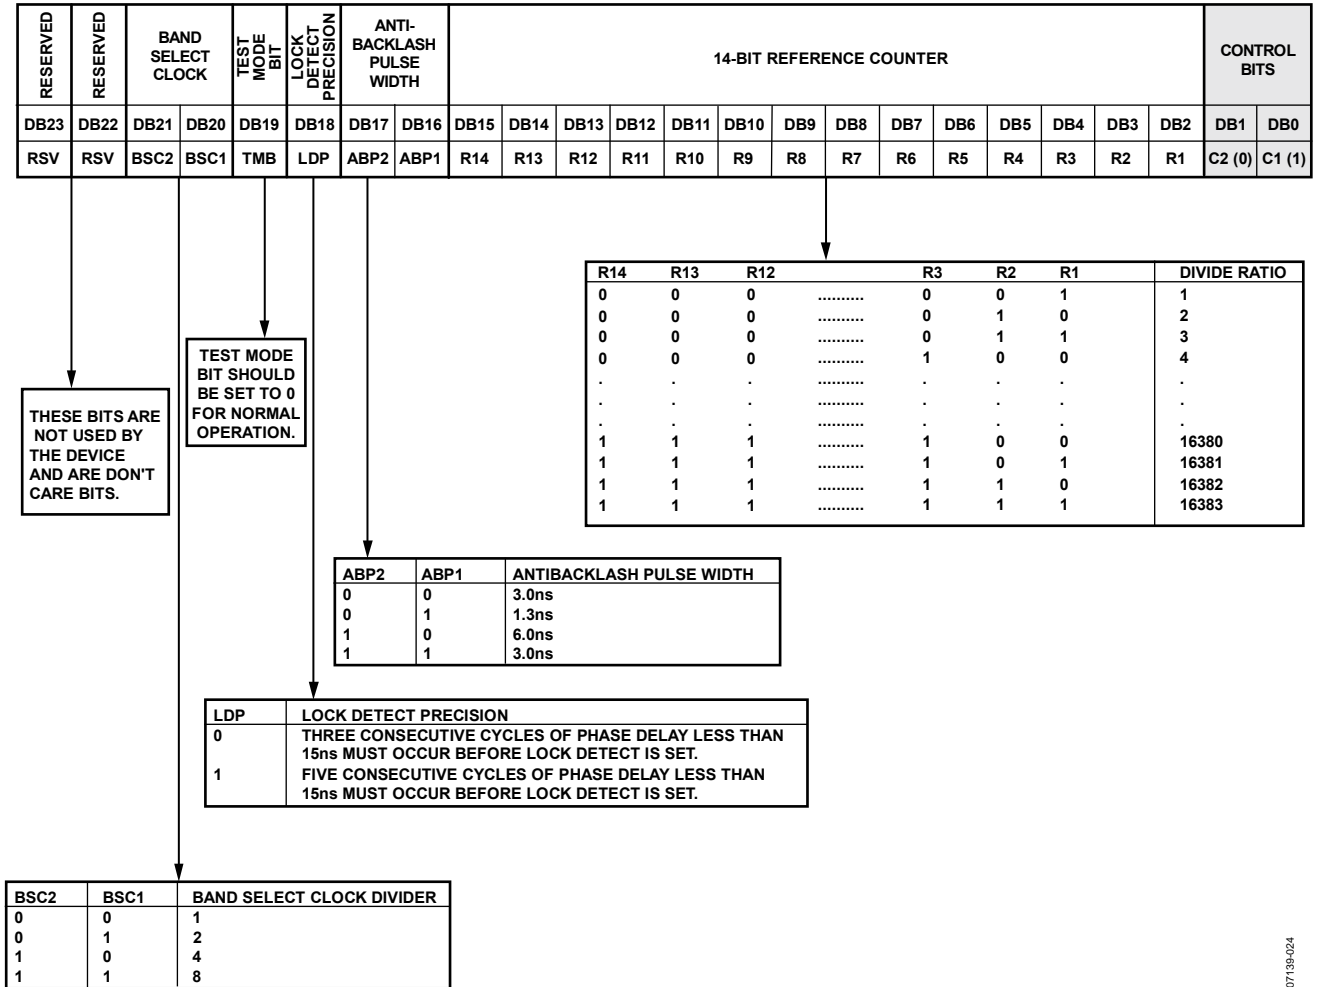 RESERVED
RESERVED
BAND
SELECT
CLOCK
TEST
MODE
BIT
LOCK
DETECT
PRECISION
ANTI-
BACKLASH
PULSE
WIDTH
14-BIT REFERENCE COUNTER
CONTROL
BITS
DB23 DB22 DB21 DB20 DB19 DB18 DB17 DB16 DB15 DB14 DB13 DB12 DB11 DB10 DB9 DB8 DB7 DB6 DB5 DB4 DB3 DB2 DB1 DB0
RSV RSV BSC2 BSC1 TMB LDP ABP2 ABP1 R14 R13 R12 R11 R10 R9 R8 R7 R6 R5 R4 R3 R2 R1 C2 (0) C1 (1)
R14 R13 R12 R3 R2 R1 DIVIDE RATIO
0 0 0 .......... 0 0 1 1
0 0 0 .......... 0 1 0 2
0 0 0 .......... 0 1 1 3
0 0 0 .......... 1 0 0 4
. . . .......... . . . .
. . . .......... . . . .
. . . .......... . . . .
1 1 1 .......... 1 0 0 16380
1 1 1 .......... 1 0 1 16381
1 1 1 .......... 1 1 0 16382
1 1 1 .......... 1 1 1 16383
TEST MODE
BIT SHOULD
BE SET TO 0
FOR NORMAL
OPERATION.
THESE BITS ARE
NOT USED BY
THE DEVICE
AND ARE DON'T
CARE BITS.
ABP2 ABP1 ANTIBACKLASH PULSE WIDTH
0 0 3.0ns
0 1 1.3ns
1 0 6.0ns
1 1 3.0ns
LDP LOCK DETECT PRECISION
0 THREE CONSECUTIVE CYCLES OF PHASE DELAY LESS THAN
15ns MUST OCCUR BEFORE LOCK DETECT IS SET.
1 FIVE CONSECUTIVE CYCLES OF PHASE DELAY LESS THAN
15ns MUST OCCUR BEFORE LOCK DETECT IS SET.
BSC2 BSC1 BAND SELECT CLOCK DIVIDER
0 0 1
0 1 2
1 0 4
1 1 8
07139-024